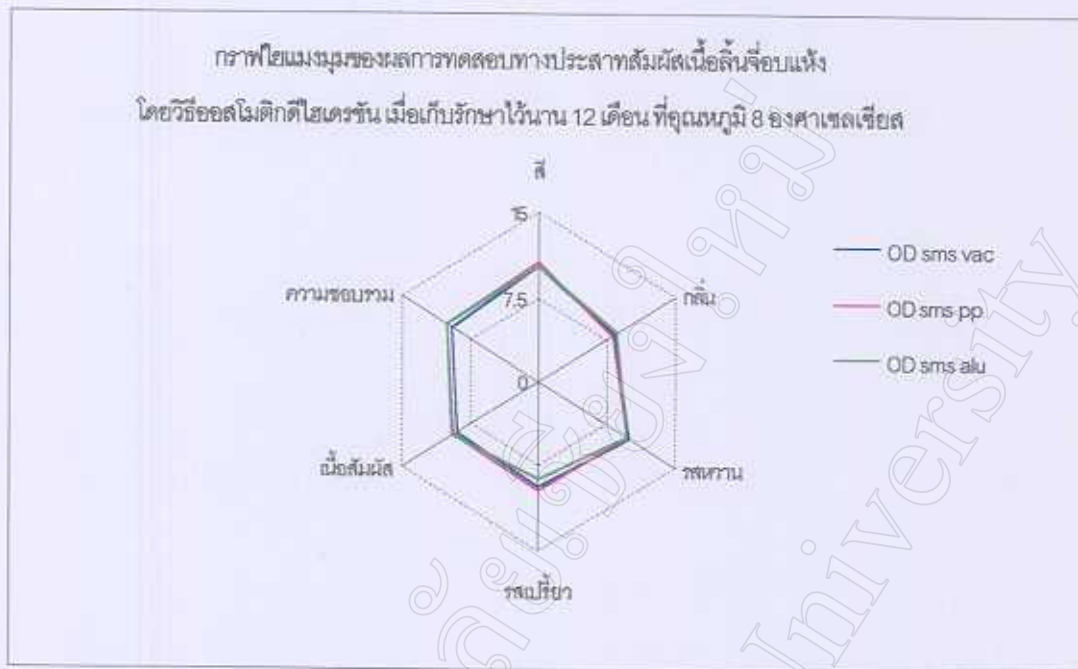 กราฟใยแมงมุมของผลการทดสอบทางประสาทสัมผัสเนื้อลิ้นจี่อบแห้ง
โดยวิธีออสโมติกดีไฮเดรชัน เมื่อเก็บรักษาไว้นาน 12 เดือน ที่อุณหภูมิ 8 องศาเซลเซียส
สี
15
กลิ่น
ความชอบรวม
7.5
0
เนื้อสัมผัส
รสหวาน
รสเปรี้ยว
OD sms vac
OD sms pp
OD sms alu
University